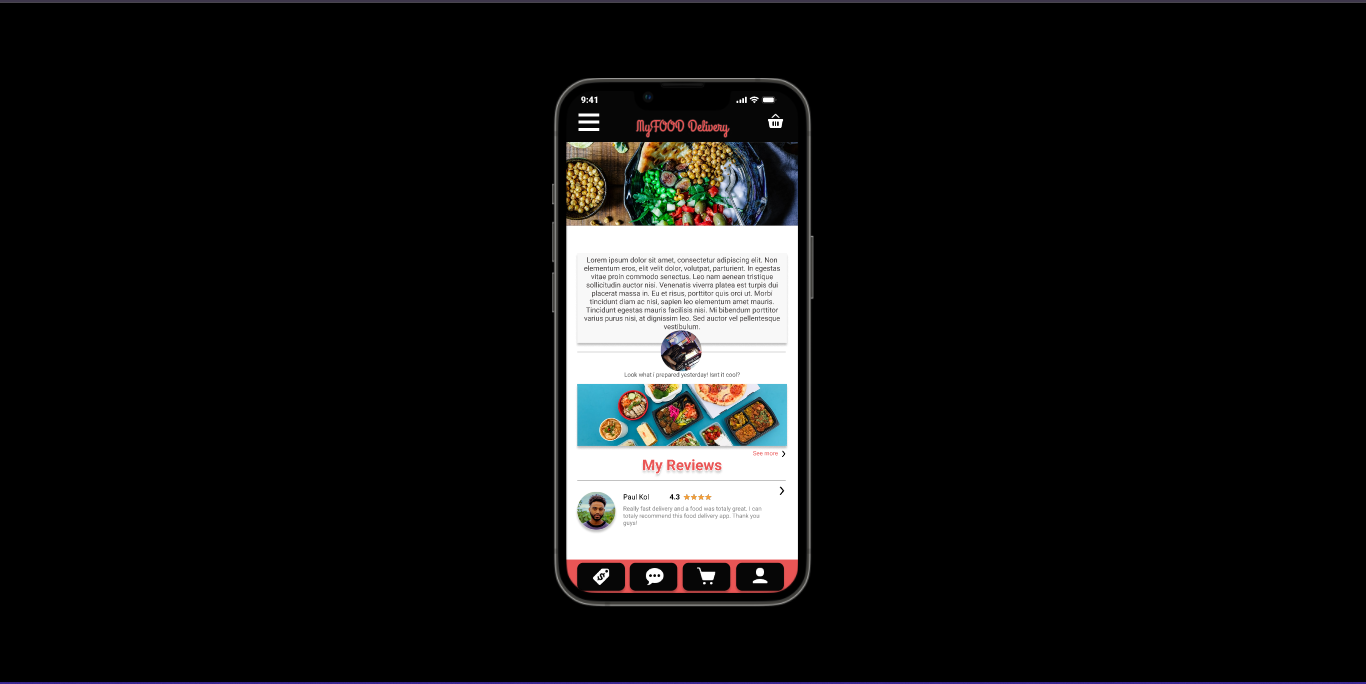 9:41
MyFOOD Delivery
Lorem ipsum dolor sit amet, consectetur adipiscing elit. Non
elementum eros, elit velit dolor, volutpat, parturient. In egestas
vitae proin commodo senectus. Leo nam aenean tristique
sollicitudin auctor nisi. Venenatis viverra platea est turpis dui
placerat massa in. Eu et risus, porttitor quis orci ut. Morbi
tincidunt diam ac nisi, sapien leo elementum amet mauris.
Tincidunt egestas mauris facilisis nisi. Mi bibendum porttitor
varius purus nisi, at dignissim leo. Sed auctor vel pellentesque
vestibulum.
Look what i prepared yesterday! isnt it cool?
See more
My Reviews
Paul Kol 4.3
Really fast delivery and a food was totaly great. I can
totaly recommend this food delivery app. Thank you
guys!